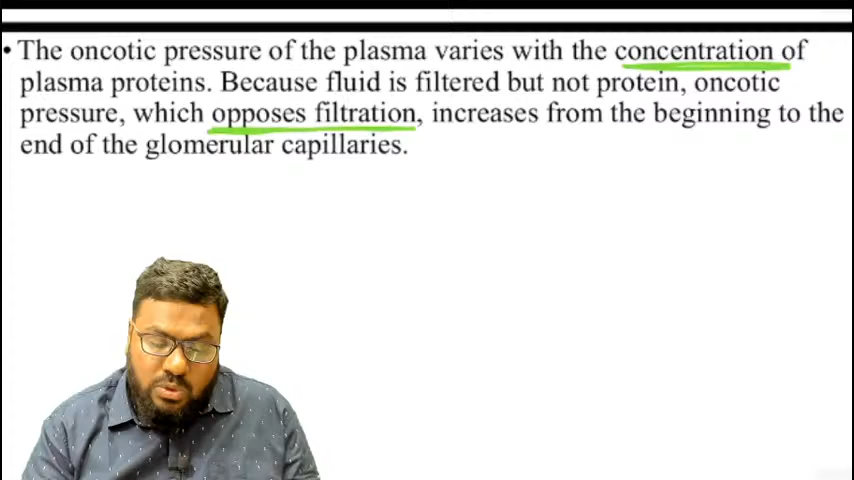 • The oncotic pressure of the plasma varies with the concentration of
plasma proteins. Because fluid is filtered but not protein, oncotic
pressure, which opposes filtration, increases from the beginning to the
end of the glomerular capillaries.